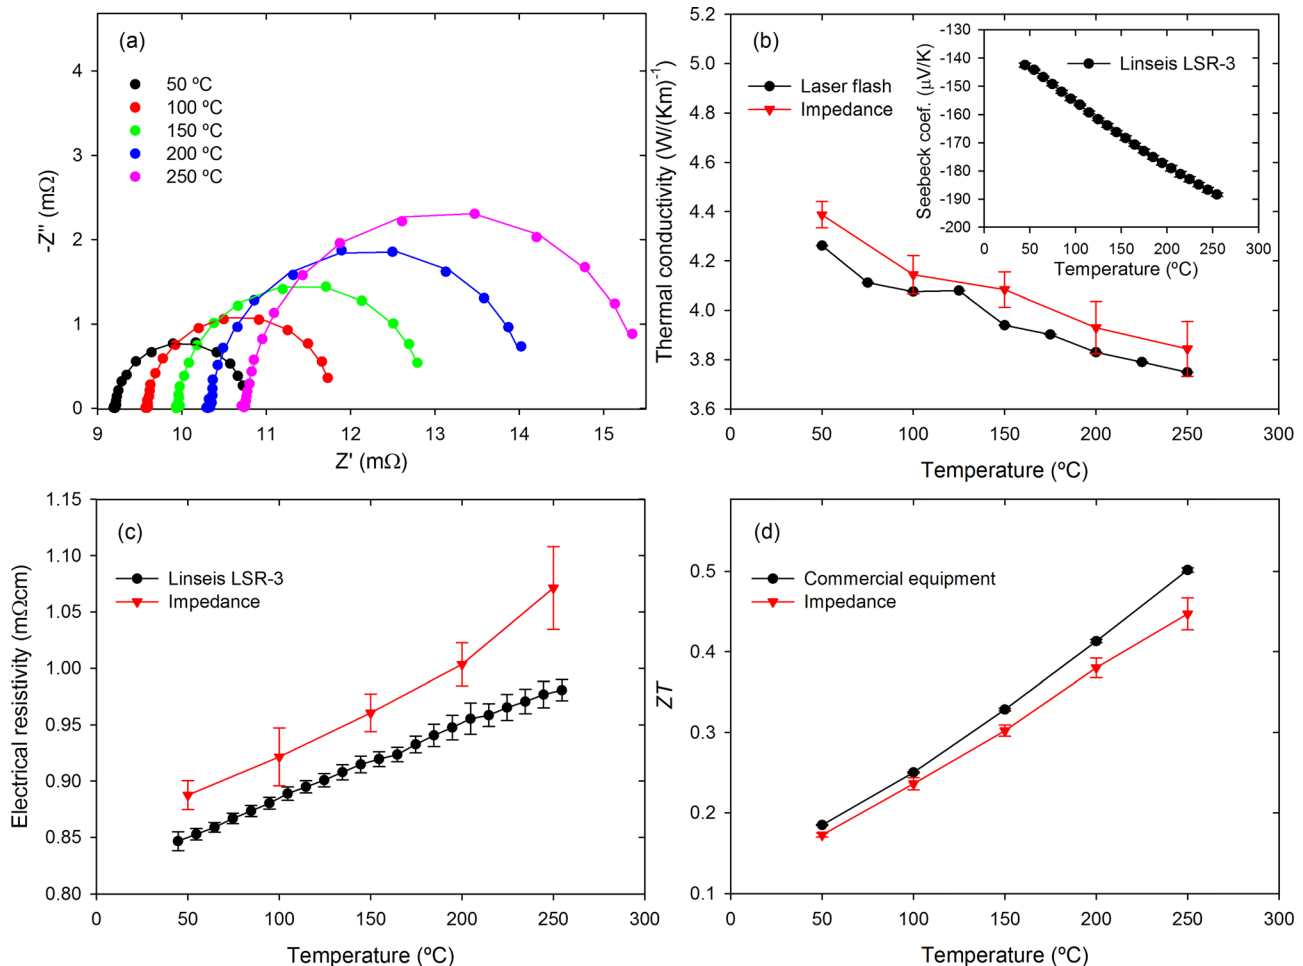 (a)
50 ºC
100 ºC
150 ºC
200 ºC
250 ºC
4
3
2
1
0
-Z'' (mΩ)
9 10 11 12 13 14 15
Z' (mΩ)
(b)
Laser flash
Impedance
5.2
5.0
4.8
4.6
4.4
4.2
4.0
3.8
3.6
Thermal conductivity (W/(Km)⁻¹)
0 50 100 150 200 250 300
Temperature (ºC)
Linseis LSR-3
-130
-140
-150
-160
-170
-180
-190
-200
Seebeck coef. (μV/K)
0 50 100 150 200 250 300
Temperature (ºC)
(c)
Linseis LSR-3
Impedance
1.15
1.10
1.05
1.00
0.95
0.90
0.85
0.80
Electrical resistivity (mΩcm)
0 50 100 150 200 250 300
Temperature (ºC)
(d)
Commercial equipment
Impedance
0.5
0.4
0.3
0.2
0.1
ZT
0 50 100 150 200 250 300
Temperature (ºC)